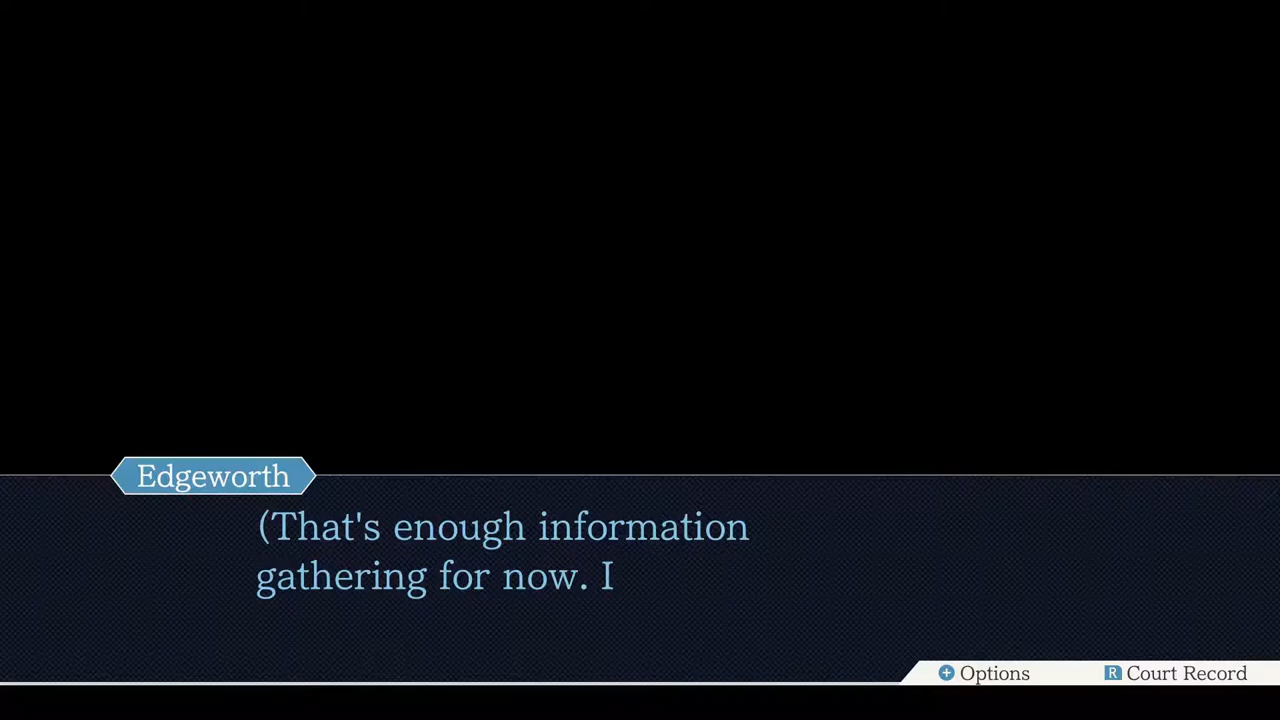 Edgeworth
(That's enough information
gathering for now. I
+ Options
R Court Record